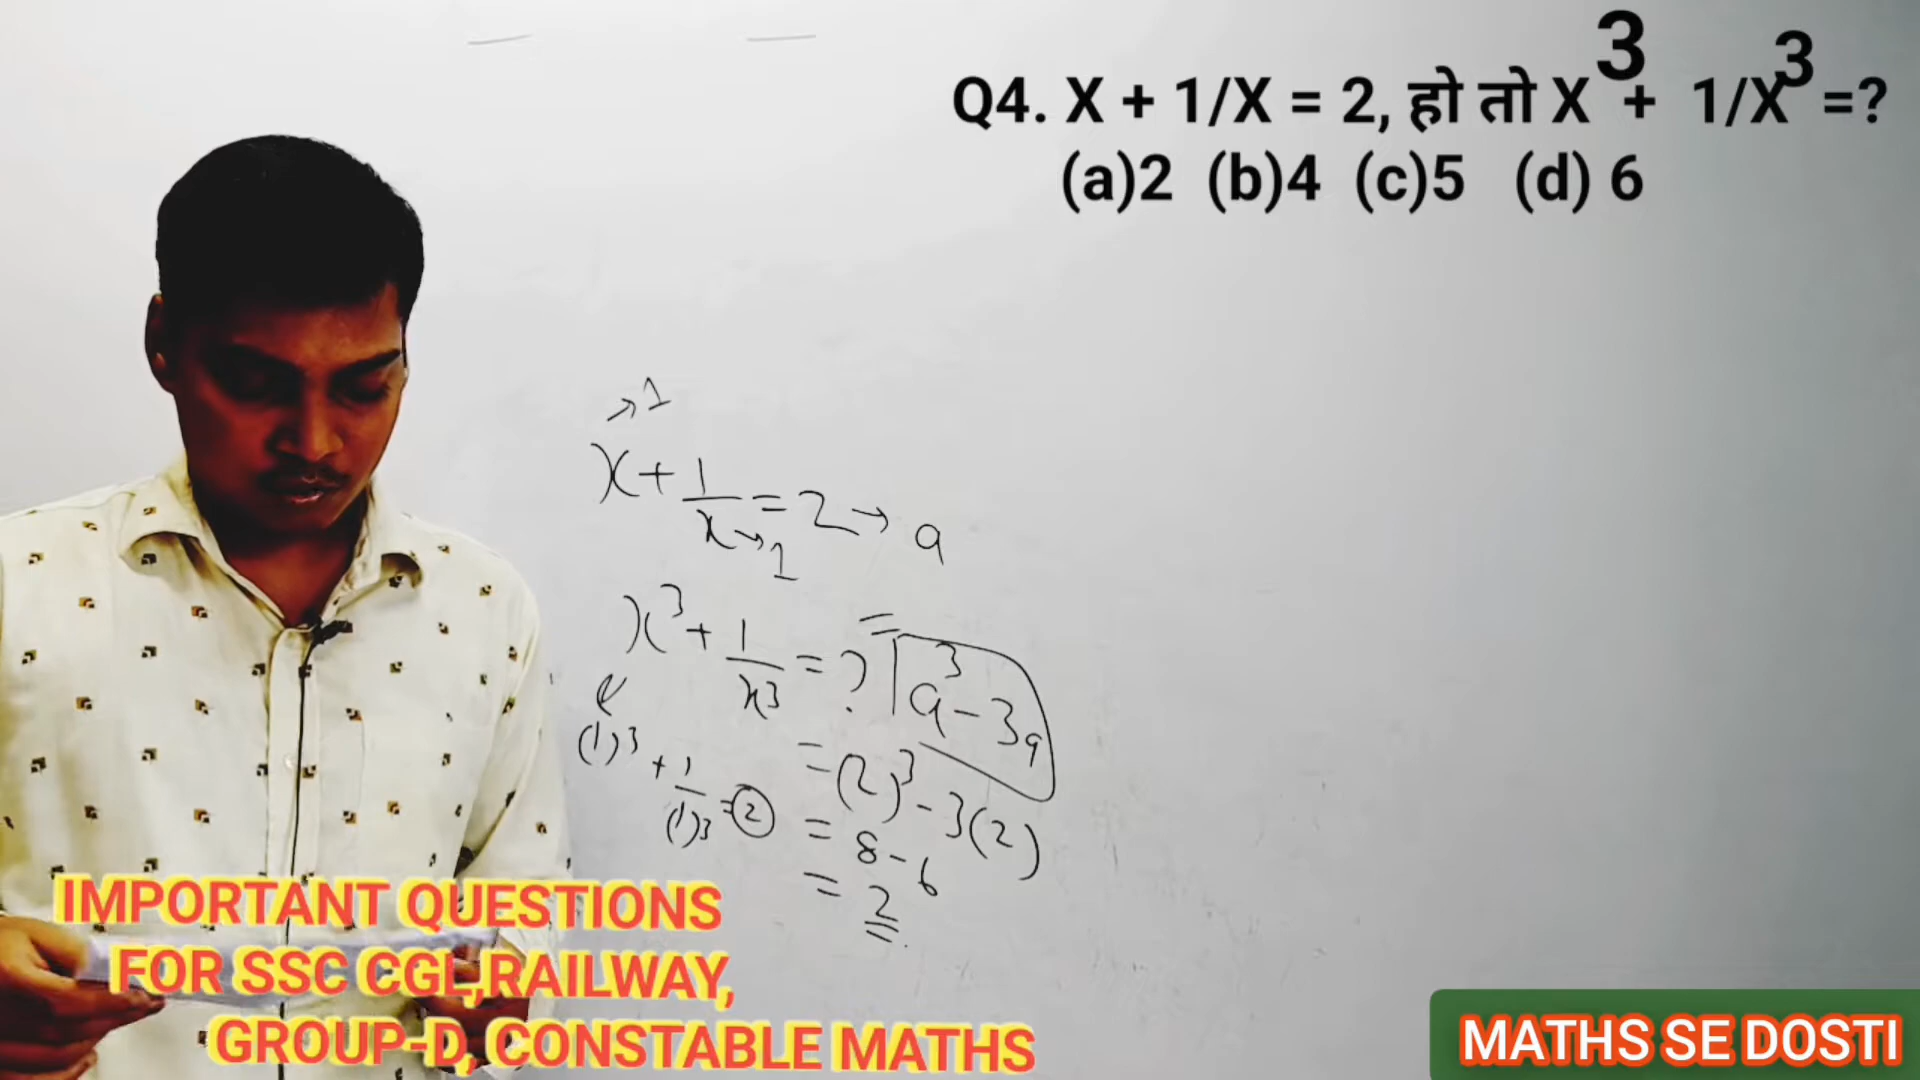 Q4. X + 1/X = 2, हो तो X³ + 1/X³ =?
(a)2 (b)4 (c)5 (d) 6
→ 1
x + 1/x = 2 → a
→ 1
x³ + 1/x³ = ?
= a³ - 3a
(1)³ + 1/(1)³ = 2
= (2)³ - 3(2)
= 8 - 6
= 2
IMPORTANT QUESTIONS
FOR SSC CGL,RAILWAY,
GROUP-D, CONSTABLE MATHS
MATHS SE DOSTI